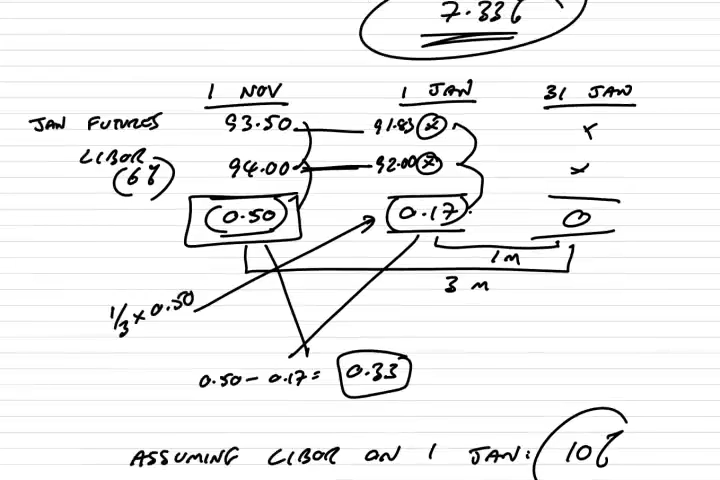 7.33%
1 NOV 1 JAN 31 JAN
JAN FUTURES 93.50 91.83 x x
LIBOR 94.00 92.00 x x
(6%)
(0.50) 0.17 0
1 M
3 M
1/3 x 0.50
0.50 - 0.17 = 0.33
ASSUMING LIBOR ON 1 JAN: 10%